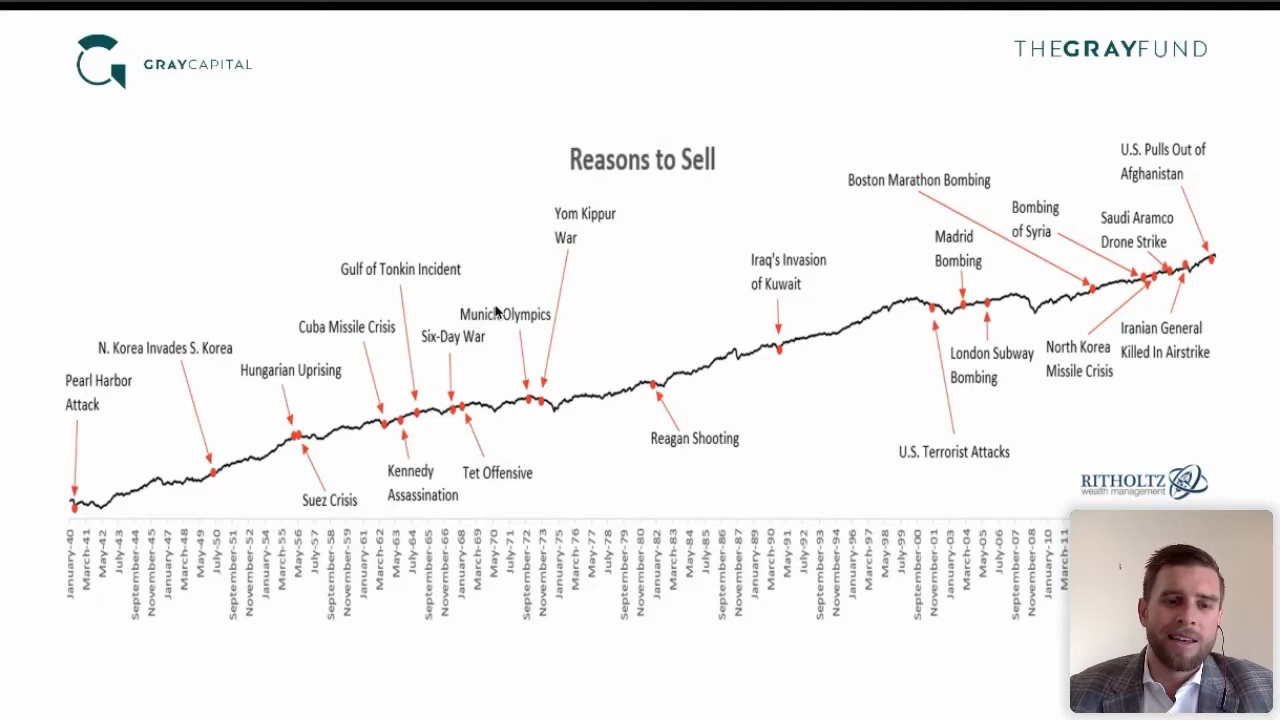 GRAYCAPITAL
THEGRAYFUND
Reasons to Sell
U.S. Pulls Out of
Afghanistan
Boston Marathon Bombing
Bombing
of Syria
Saudi Aramco
Drone Strike
Yom Kippur
War
Madrid
Bombing
Iraq's Invasion
of Kuwait
Gulf of Tonkin Incident
Munich Olympics
Cuba Missile Crisis
Six-Day War
N. Korea Invades S. Korea
Hungarian Uprising
Pearl Harbor
Attack
London Subway
Bombing
North Korea
Missile Crisis
Iranian General
Killed In Airstrike
Reagan Shooting
U.S. Terrorist Attacks
Kennedy
Assassination
Tet Offensive
Suez Crisis
RITHOLTZ
wealth management
January-40
March-41
May-42
July-43
September-44
November-45
January-47
March-48
May-49
July-50
September-51
November-52
January-54
March-55
May-56
July-57
September-58
November-59
January-61
March-62
May-63
July-64
September-65
November-66
January-68
March-69
May-70
July-71
September-72
November-73
January-75
March-76
May-77
July-78
September-79
November-80
January-82
March-83
May-84
July-85
September-86
November-87
January-89
March-90
May-91
July-92
September-93
November-94
January-96
March-97
May-98
July-99
September-00
November-01
January-03
March-04
May-05
July-06
September-07
November-08
January-10
March-11